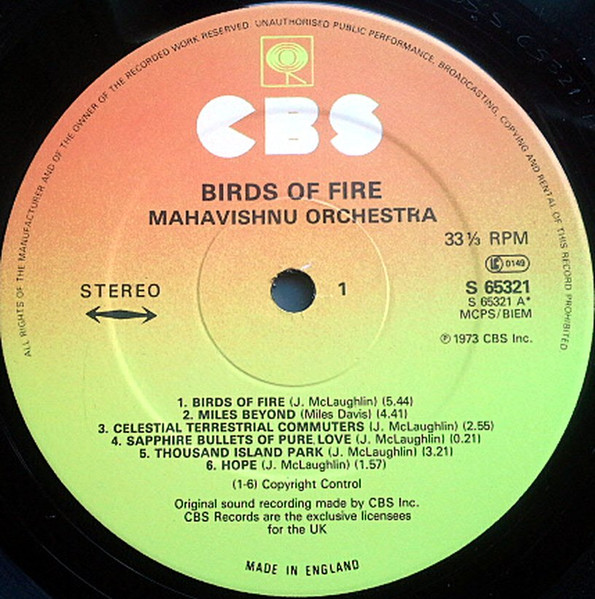 ALL RIGHTS OF THE MANUFACTURER AND OF THE OWNER OF THE RECORDED WORK RESERVED. UNAUTHORISED PUBLIC PERFORMANCE, BROADCASTING, COPYING AND RENTAL OF THIS RECORD PROHIBITED
CBS
BIRDS OF FIRE
MAHAVISHNU ORCHESTRA
33⅓ RPM
LC 0149
STEREO
1
S 65321
S 65321 A*
MCPS/BIEM
℗ 1973 CBS Inc.
1. BIRDS OF FIRE (J. McLaughlin) (5.44)
2. MILES BEYOND (Miles Davis) (4.41)
3. CELESTIAL TERRESTRIAL COMMUTERS (J. McLaughlin) (2.55)
4. SAPPHIRE BULLETS OF PURE LOVE (J. McLaughlin) (0.21)
5. THOUSAND ISLAND PARK (J. McLaughlin) (3.21)
6. HOPE (J. McLaughlin) (1.57)
(1-6) Copyright Control
Original sound recording made by CBS Inc.
CBS Records are the exclusive licensees
for the UK
MADE IN ENGLAND